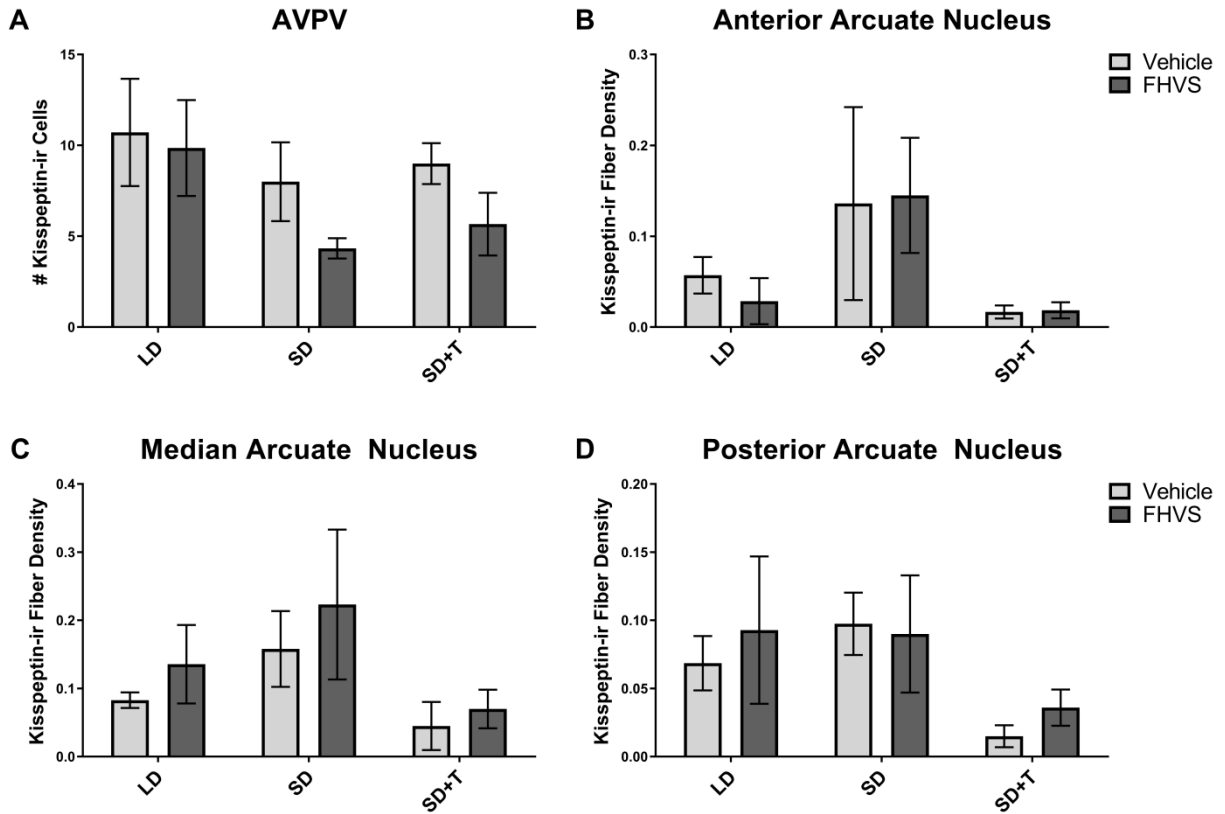 A
AVPV
# Kisspeptin-ir Cells
15
10
5
0
LD
SD
SD+T
B
Anterior Arcuate Nucleus
Kisspeptin-ir Fiber Density
0.3
0.2
0.1
0.0
LD
SD
SD+T
Vehicle
FHVS
C
Median Arcuate Nucleus
Kisspeptin-ir Fiber Density
0.4
0.3
0.2
0.1
0.0
LD
SD
SD+T
D
Posterior Arcuate Nucleus
Kisspeptin-ir Fiber Density
0.20
0.15
0.10
0.05
0.00
LD
SD
SD+T
Vehicle
FHVS